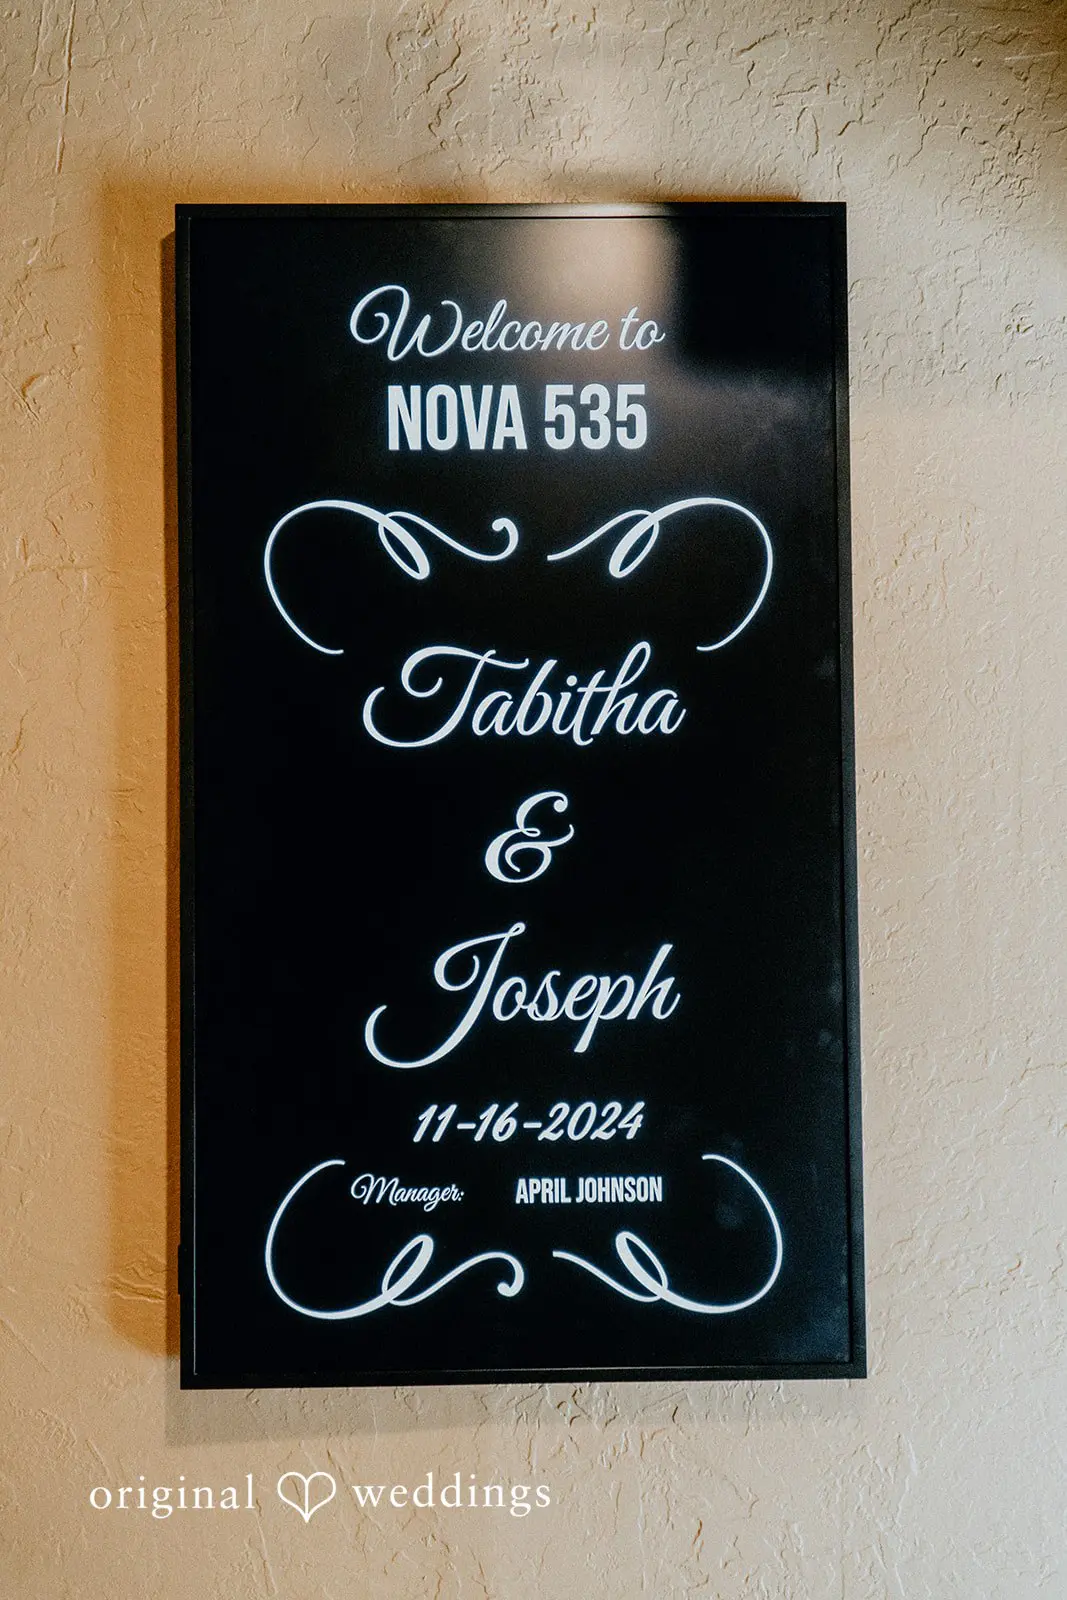 Welcome to
NOVA 535
Tabitha
&
Joseph
11-16-2024
Manager: APRIL JOHNSON
original weddings